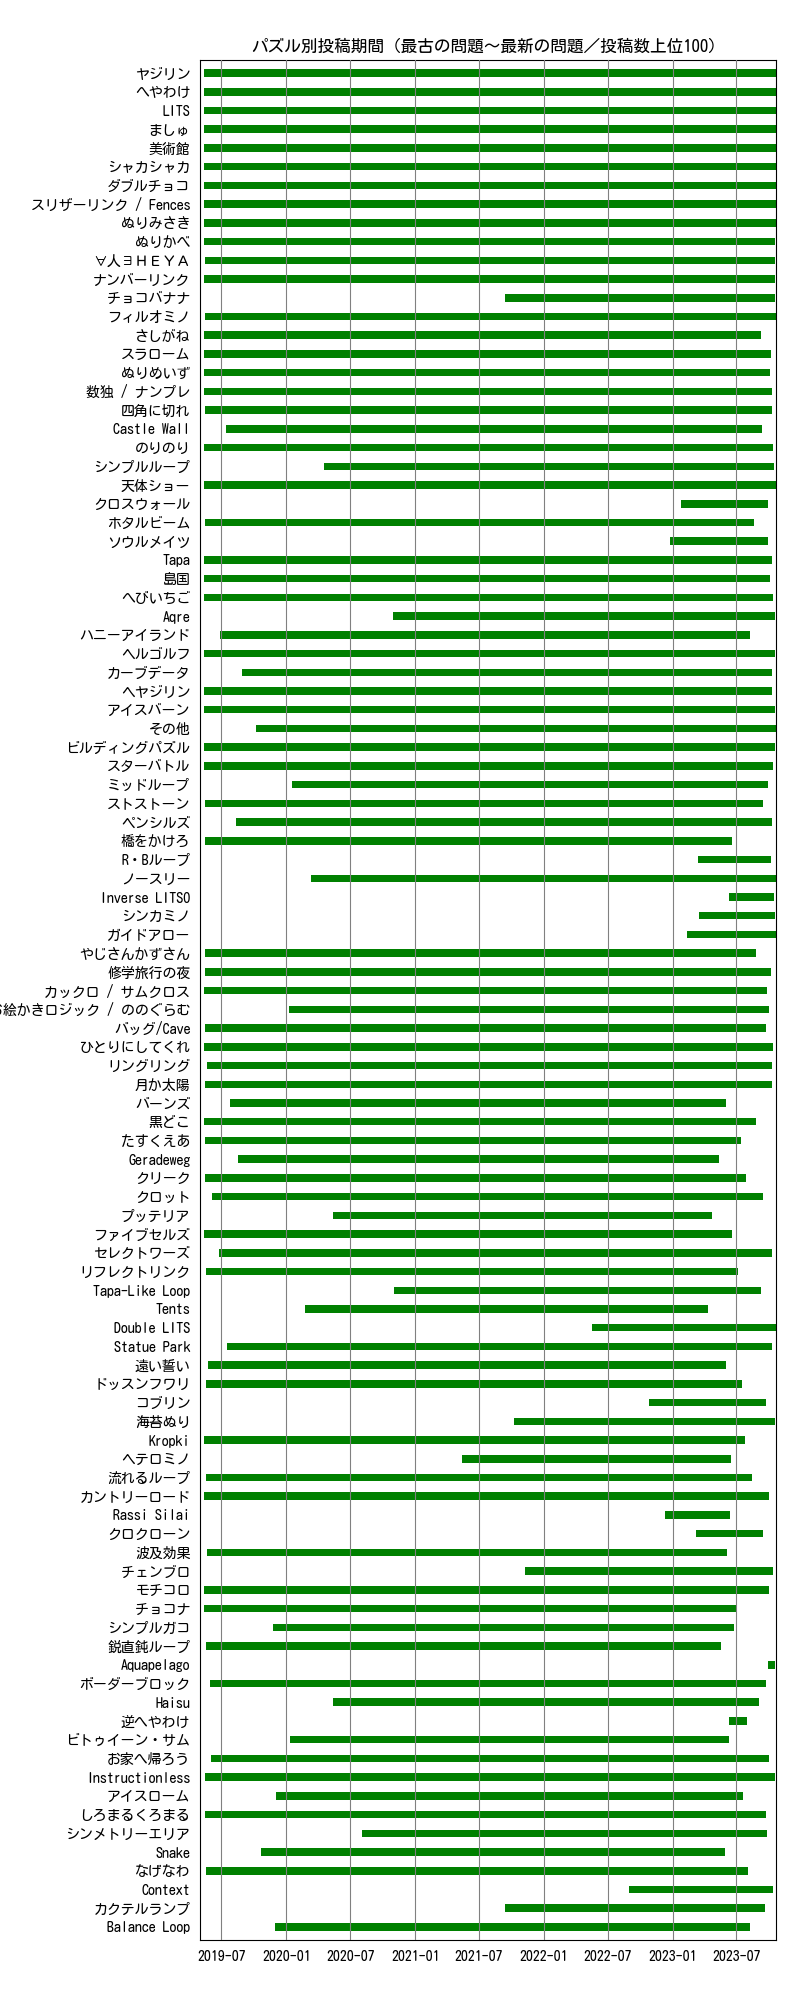 パズル別投稿期間（最古の問題～最新の問題／投稿数上位100）
ヤジリン
へやわけ
LITS
ましゅ
美術館
シャカシャカ
ダブルチョコ
スリザーリンク / Fences
ぬりみさき
ぬりかべ
∀人ヨＨＥＹＡ
ナンバーリンク
チョコバナナ
フィルオミノ
さしがね
スラローム
ぬりめいず
数独 / ナンプレ
四角に切れ
Castle Wall
のりのり
シンプルループ
天体ショー
クロスウォール
ホタルビーム
ソウルメイツ
Tapa
島国
へびいちご
Aqre
ハニーアイランド
ヘルゴルフ
カーブデータ
ヘヤジリン
アイスバーン
その他
ビルディングパズル
スターバトル
ミッドループ
ストストーン
ペンシルズ
橋をかけろ
R・Bループ
ノースリー
Inverse LITSO
シンカミノ
ガイドアロー
やじさんかずさん
修学旅行の夜
カックロ / サムクロス
絵かきロジック / ののぐらむ
バッグ/Cave
ひとりにしてくれ
リングリング
月か太陽
バーンズ
黒どこ
たすくえあ
Geradeweg
クリーク
クロット
プッテリア
ファイブセルズ
セレクトワーズ
リフレクトリンク
Tapa-Like Loop
Tents
Double LITS
Statue Park
遠い誓い
ドッスンフワリ
コブリン
海苔ぬり
Kropki
ヘテロミノ
流れるループ
カントリーロード
Rassi Silai
クロクローン
波及効果
チェンブロ
モチコロ
チョコナ
シンプルガコ
鋭直鈍ループ
Aquapelago
ボーダーブロック
Haisu
逆へやわけ
ビトゥイーン・サム
お家へ帰ろう
Instructionless
アイスローム
しろまるくろまる
シンメトリーエリア
Snake
なげなわ
Context
カクテルランプ
Balance Loop
2019-07 2020-01 2020-07 2021-01 2021-07 2022-01 2022-07 2023-01 2023-07